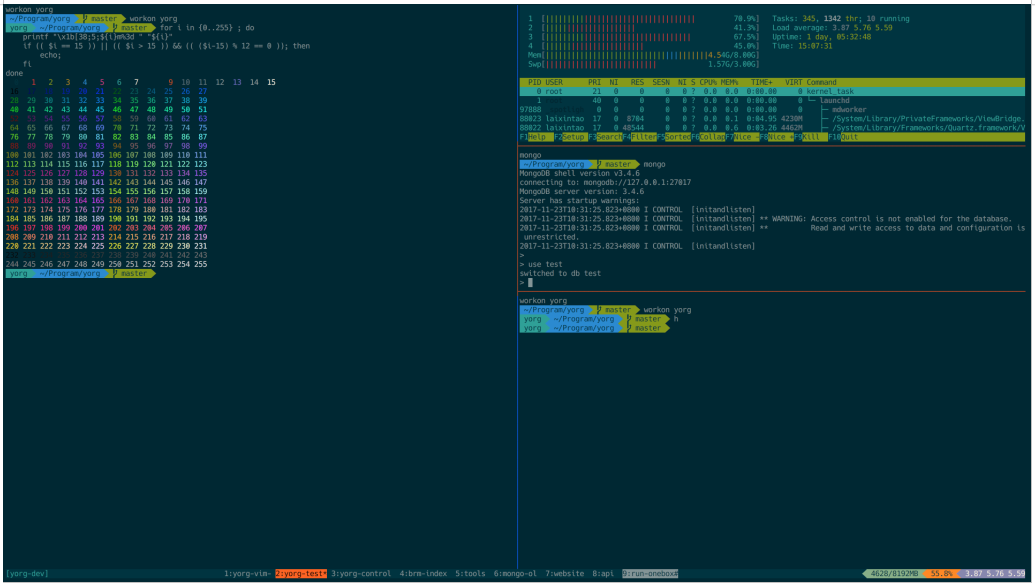 workon yorg
~/Program/yorg master workon yorg
yorg ~/Program/yorg master for i in {0..255} ; do
printf "\x1b[38;5;${i}m%3d " "${i}"
if (( $i == 15 )) || (( $i > 15 )) && (( ($i-15) % 12 == 0 )); then
echo;
fi
done
1 2 3 4 5 6 7 9 10 11 12 13 14 15
16 18 19 20 21 22 23 24 25 26 27
28 29 30 31 32 33 34 35 36 37 38 39
40 41 42 43 44 45 46 47 48 49 50 51
52 53 54 55 56 57 58 59 60 61 62 63
64 65 66 67 68 69 70 71 72 73 74 75
76 77 78 79 80 81 82 83 84 85 86 87
88 89 90 91 92 93 94 95 96 97 98 99
100 101 102 103 104 105 106 107 108 109 110 111
112 113 114 115 116 117 118 119 120 121 122 123
124 125 126 127 128 129 130 131 132 133 134 135
136 137 138 139 140 141 142 143 144 145 146 147
148 149 150 151 152 153 154 155 156 157 158 159
160 161 162 163 164 165 166 167 168 169 170 171
172 173 174 175 176 177 178 179 180 181 182 183
184 185 186 187 188 189 190 191 192 193 194 195
196 197 198 199 200 201 202 203 204 205 206 207
208 209 210 211 212 213 214 215 216 217 218 219
220 221 222 223 224 225 226 227 228 229 230 231
236 237 238 239 240 241 242 243
244 245 246 247 248 249 250 251 252 253 254 255
yorg ~/Program/yorg master
1 [ 70.9%] Tasks: 345, 1342 thr; 10 running
2 [ 41.3%] Load average: 3.87 5.76 5.59
3 [ 67.5%] Uptime: 1 day, 05:32:48
4 [ 45.0%] Time: 15:07:31
Mem[ 4.54G/8.00G]
Swp[ 1.57G/3.00G]
PID USER PRI NI RES SESN NI S CPU% MEM% TIME+ VIRT Command
0 root 21 0 0 0 0 ? 0.0 0.0 0:00.00 0 kernel_task
1 40 0 0 0 0 ? 0.0 0.0 0:00.00 0 launchd
97888 0 0 0 0 0 ? 0.0 0.0 0:00.00 0 mdworker
88023 laixintao 17 0 8704 0 0 ? 0.0 0.1 0:04.95 4230M /System/Library/PrivateFrameworks/ViewBridge.
88022 laixintao 17 0 48544 0 0 ? 0.0 0.6 0:03.26 4462M /System/Library/Frameworks/Quartz.framework/V
F1Help F2Setup F3SearchF4FilterF5SortedF6CollapF7Nice -F8Nice +F9Kill F10Quit
mongo
~/Program/yorg master mongo
MongoDB shell version v3.4.6
connecting to: mongodb://127.0.0.1:27017
MongoDB server version: 3.4.6
Server has startup warnings:
2017-11-23T10:31:25.823+0800 I CONTROL [initandlisten]
2017-11-23T10:31:25.823+0800 I CONTROL [initandlisten] ** WARNING: Access control is not enabled for the database.
2017-11-23T10:31:25.823+0800 I CONTROL [initandlisten] ** Read and write access to data and configuration is
unrestricted.
2017-11-23T10:31:25.823+0800 I CONTROL [initandlisten]
>
> use test
switched to db test
>
workon yorg
~/Program/yorg master workon yorg
yorg ~/Program/yorg master h
yorg ~/Program/yorg master
[yorg-dev] 1:yorg-vim- 2:yorg-test* 3:yorg-control 4:brm-index 5:tools 6:mongo-ol 7:website 8:api 9:run-onebox# 4628/8192MB 55.8% 3.87 5.76 5.59